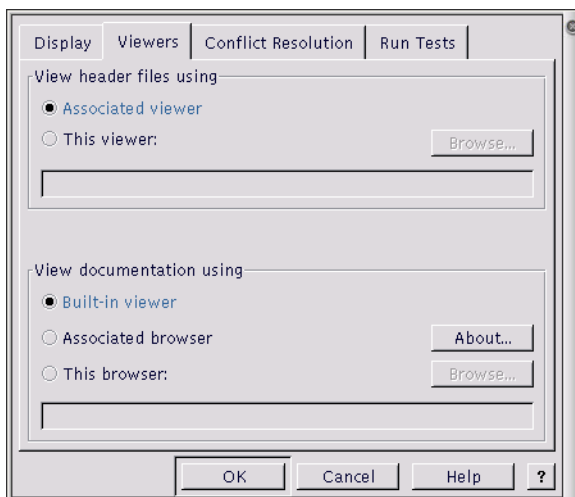 Display Viewers Conflict Resolution Run Tests
View header files using
Associated viewer
This viewer: Browse...
View documentation using
Built-in viewer
Associated browser About...
This browser: Browse...
OK Cancel Help ?